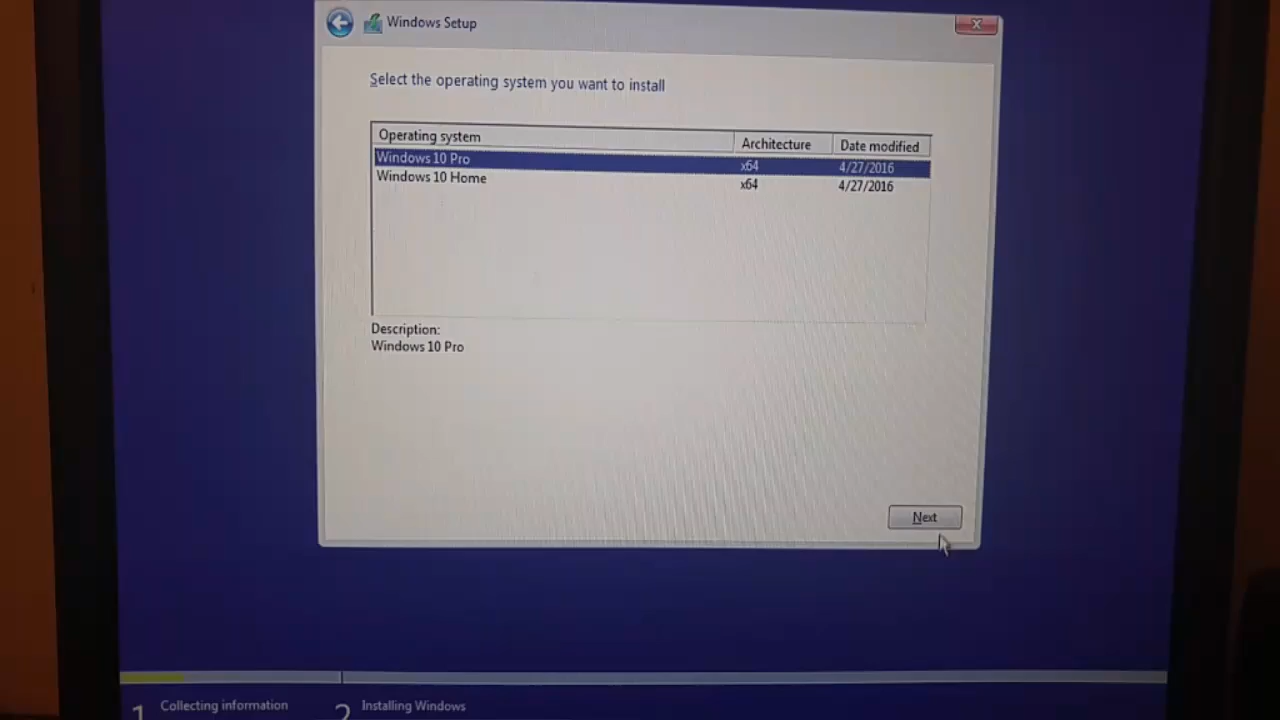 Windows Setup
Select the operating system you want to install
Operating system Architecture Date modified
Windows 10 Pro x64 4/27/2016
Windows 10 Home x64 4/27/2016
Description:
Windows 10 Pro
Next
1 Collecting information 2 Installing Windows